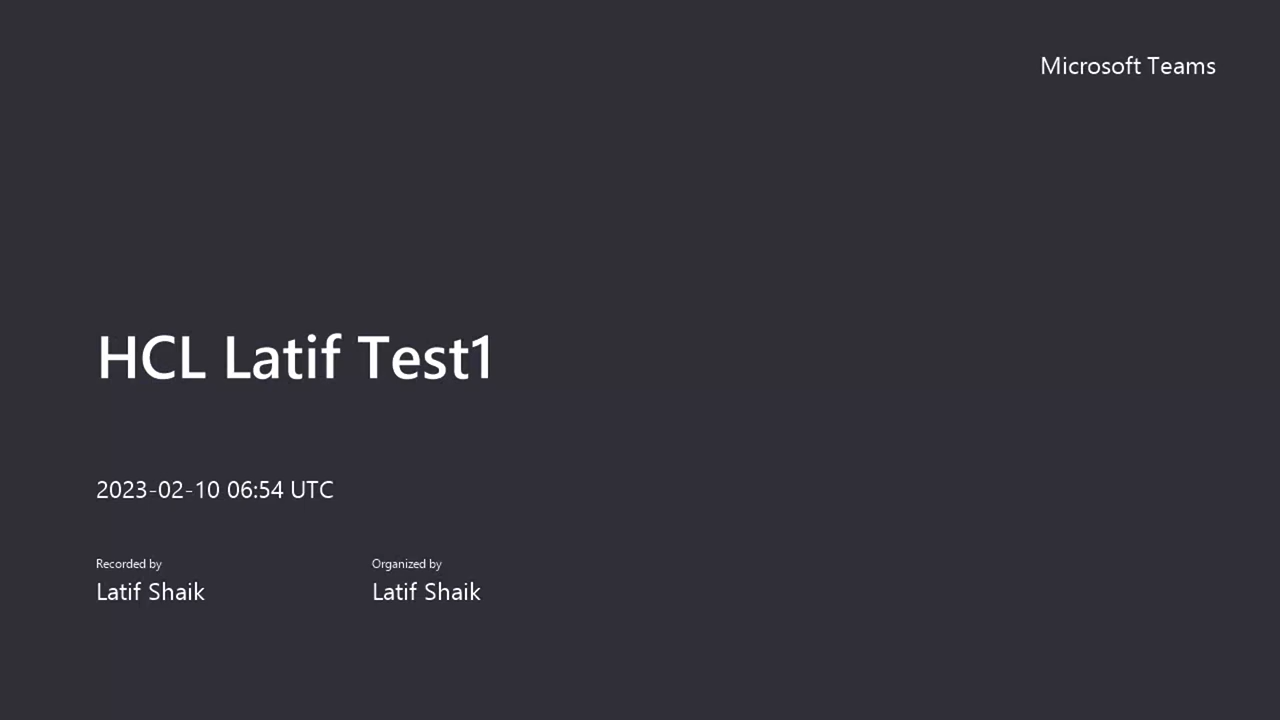 Microsoft Teams
HCL Latif Test1
2023-02-10 06:54 UTC
Recorded by
Organized by
Latif Shaik
Latif Shaik